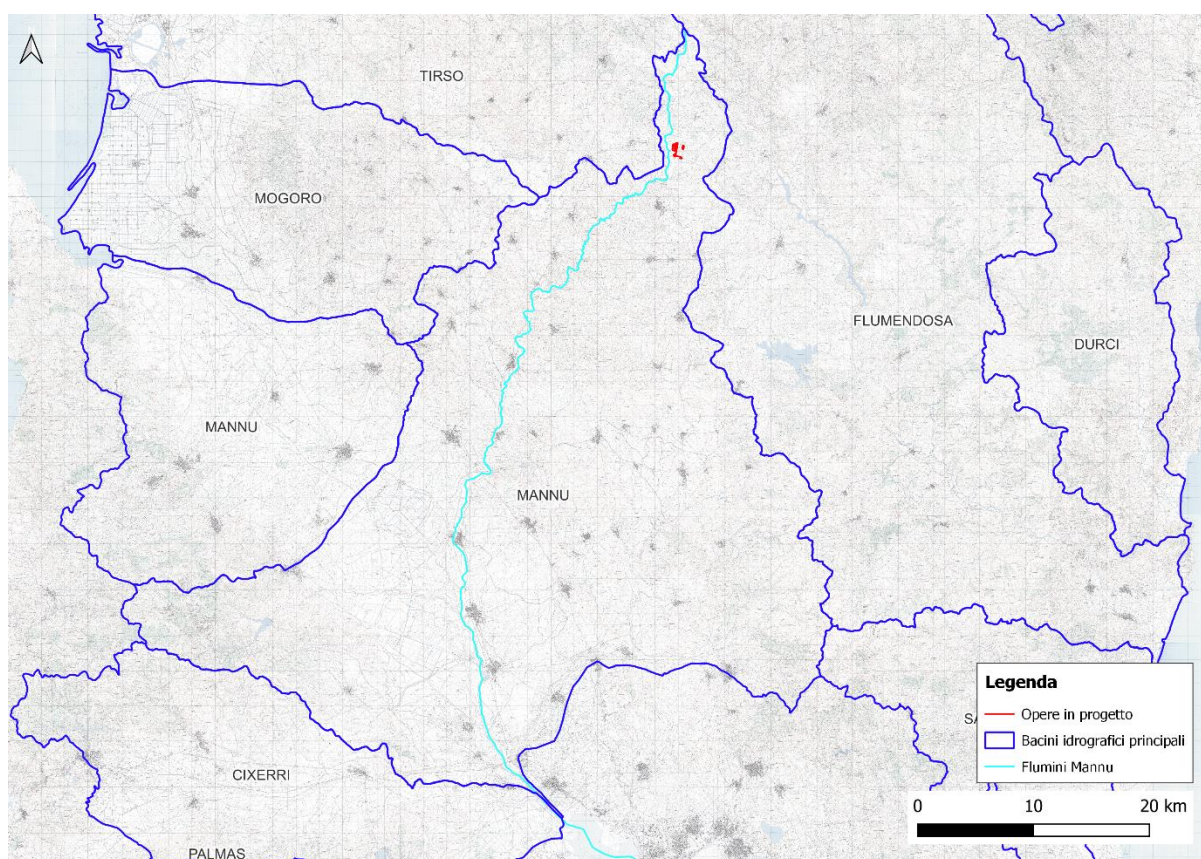 TIRSO
MOGORO
FLUMENDOSA
DURCI
MANNU
MANNU
CIXERRI
PALMAS
SA
Legenda
Opere in progetto
Bacini idrografici principali
Flumini Mannu
0 10 20 km